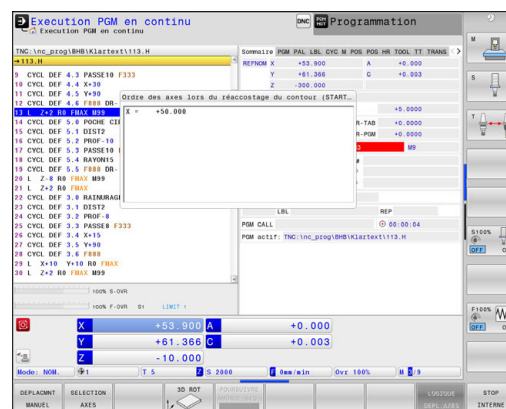 Execution PGM en continu
Execution PGM en continu
DNC
Programmation
TNC:\nc_prog\BHB\Klartext\113.H
→113.H
9 CYCL DEF 4.3 PASSE10 F333
10 CYCL DEF 4.4 X+30
11 CYCL DEF 4.5 Y+90
12 CYCL DEF 4.6 F888 DR-
13 L Z+2 R0 FMAX M99
14 CYCL DEF 5.0 POCHE CI
15 CYCL DEF 5.1 DIST2
16 CYCL DEF 5.2 PROF-10
17 CYCL DEF 5.3 PASSE10
18 CYCL DEF 5.4 RAYON15
19 CYCL DEF 5.5 F888 DR-
20 L Z-8 R0 FMAX M99
21 L Z+2 R0 FMAX
22 CYCL DEF 3.0 RAINURAG
23 CYCL DEF 3.1 DIST2
24 CYCL DEF 3.2 PROF-8
25 CYCL DEF 3.3 PASSE8 F333
26 CYCL DEF 3.4 X+15
27 CYCL DEF 3.5 Y+90
28 CYCL DEF 3.6 F888
29 L X+10 Y+10 R0 FMAX
30 L Z+2 R0 FMAX M99
Ordre des axes lors du réaccostage du contour (START...
X = +50.000
Sommaire PGM PAL LBL CYC M POS POS HR TOOL TT TRANS
REFNOM X +53.900 A +0.000
Y +61.366 C +0.003
Z -300.000
+5.0000
R-TAB +0.0000
R-PGM +0.0000
M9
LBL REP
PGM CALL 00:00:04
PGM actif: TNC:\nc_prog\BHB\Klartext\113.H
100% S-OVR
100% F-OVR S1 LIMIT 1
X +53.900 A +0.000
Y +61.366 C +0.003
Z -10.000
Mode: NOM. 1 T 5 Z S 2000 F 0mm/min Ovr 100% M 5/9
DEPLACMNT MANUEL
SELECTION AXES
3D ROT
LOGIQUE
STOP INTERNE
M
S
T
S100%
OFF
F100%
OFF